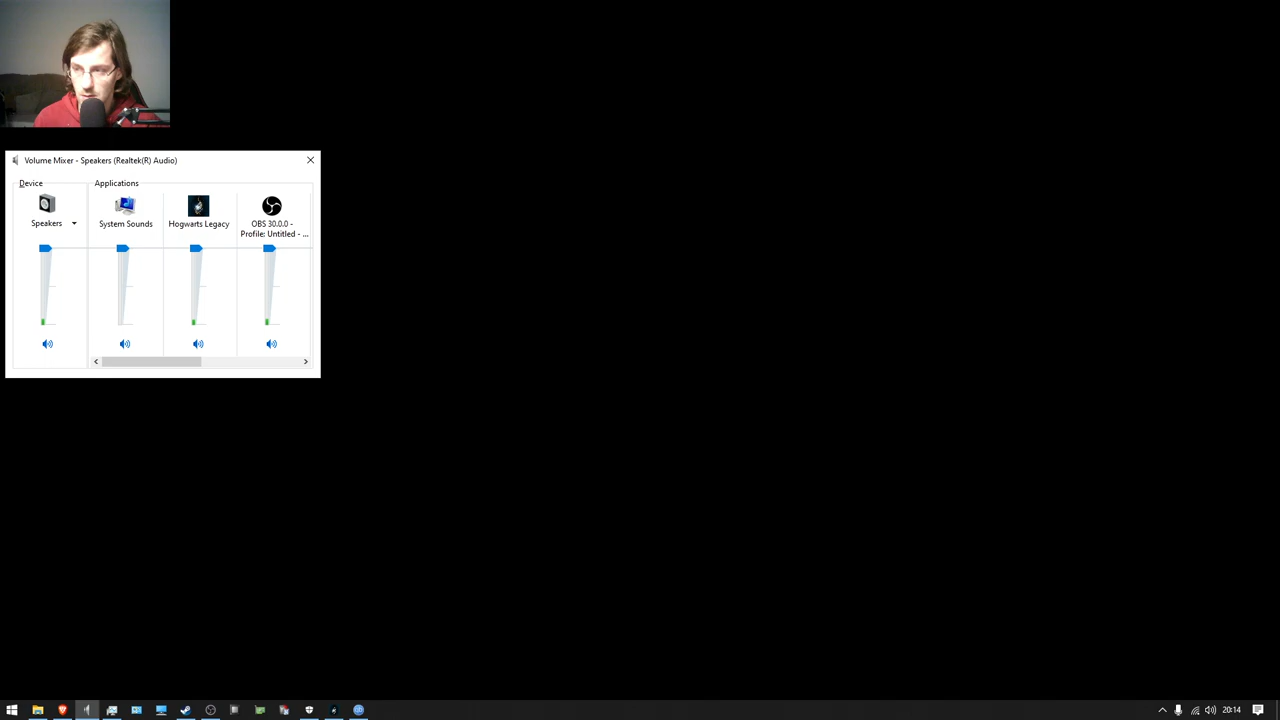 Volume Mixer - Speakers (Realtek(R) Audio)
Device
Applications
Speakers
System Sounds
Hogwarts Legacy
OBS 30.0.0 -
Profile: Untitled - ...
20:14